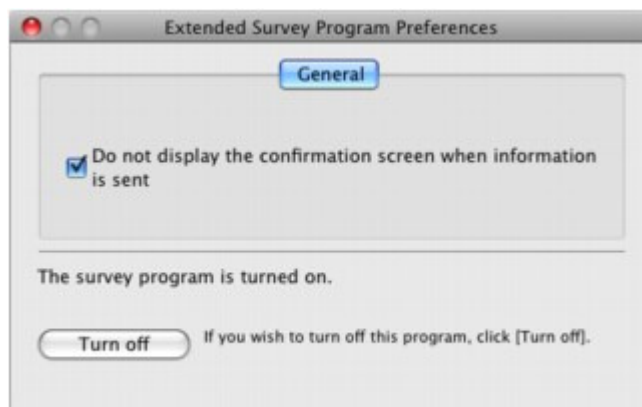 Extended Survey Program Preferences
General
Do not display the confirmation screen when information
is sent
The survey program is turned on.
Turn off
If you wish to turn off this program, click [Turn off].